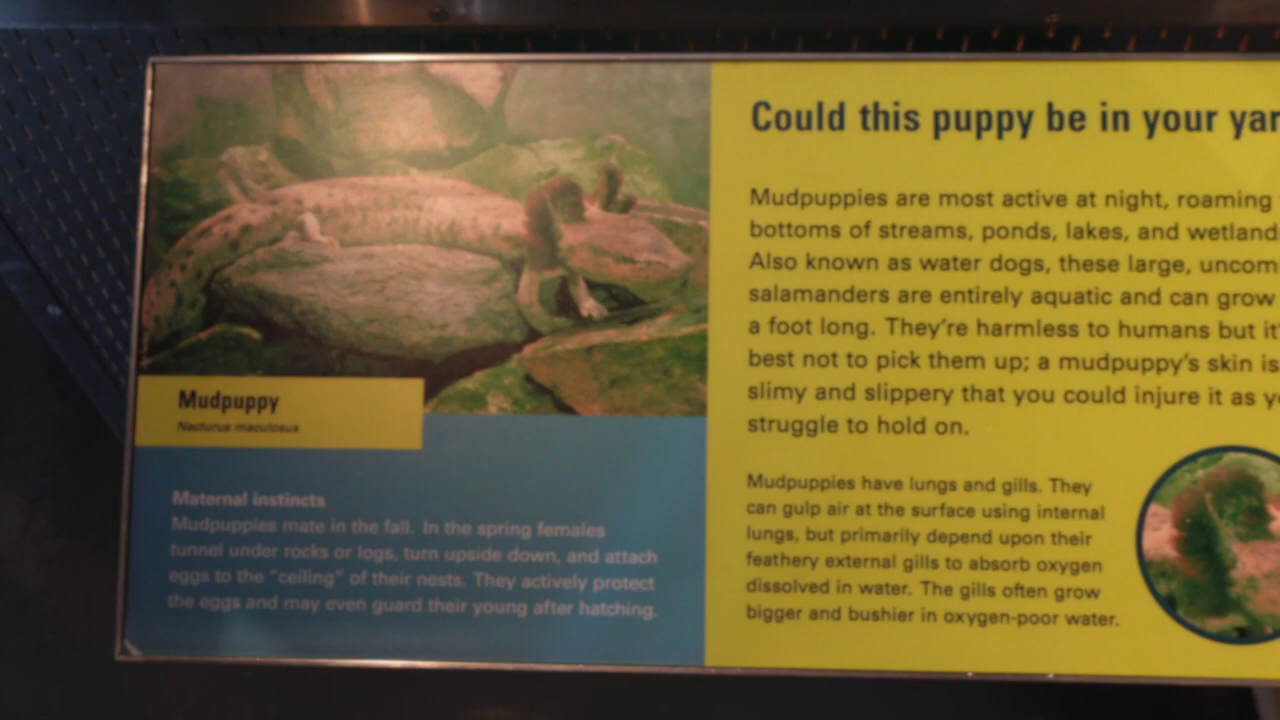 Mudpuppy
Necturus maculosus
Maternal instincts
Mudpuppies mate in the fall. In the spring females
tunnel under rocks or logs, turn upside down, and attach
eggs to the "ceiling" of their nests. They actively protect
the eggs and may even guard their young after hatching.
Could this puppy be in your
Mudpuppies are most active at night, roaming
bottoms of streams, ponds, lakes, and
Also known as water dogs, these large,
salamanders are entirely aquatic and can grow
a foot long. They're harmless to humans but
best not to pick them up; a mudpuppy's skin is
slimy and slippery that you could injure it as
struggle to hold on.
Mudpuppies have lungs and gills. They
can gulp air at the surface using internal
lungs, but primarily depend upon their
feathery external gills to absorb oxygen
dissolved in water. The gills often grow
bigger and bushier in oxygen-poor water.